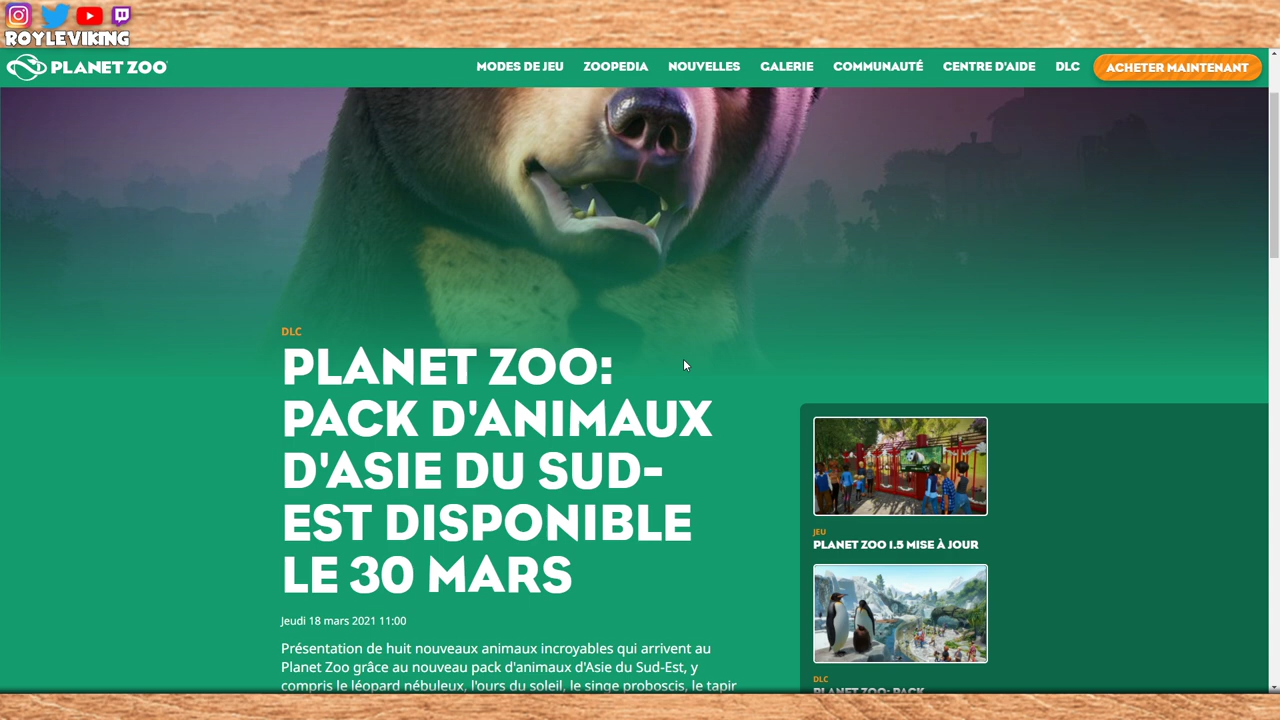 ROYLEVIKING
PLANET ZOO
MODES DE JEU
ZOOPEDIA
NOUVELLES
GALERIE
COMMUNAUTÉ
CENTRE D'AIDE
DLC
ACHETER MAINTENANT
DLC
PLANET ZOO:
PACK D'ANIMAUX
D'ASIE DU SUD-
EST DISPONIBLE
LE 30 MARS
Jeudi 18 mars 2021 11:00
Présentation de huit nouveaux animaux incroyables qui arrivent au
Planet Zoo grâce au nouveau pack d'animaux d'Asie du Sud-Est, y
compris le léopard nébuleux, l'ours du soleil, le singe proboscis, le tapir
JEU
PLANET ZOO 1.5 MISE À JOUR
DLC
PLANET ZOO: PACK